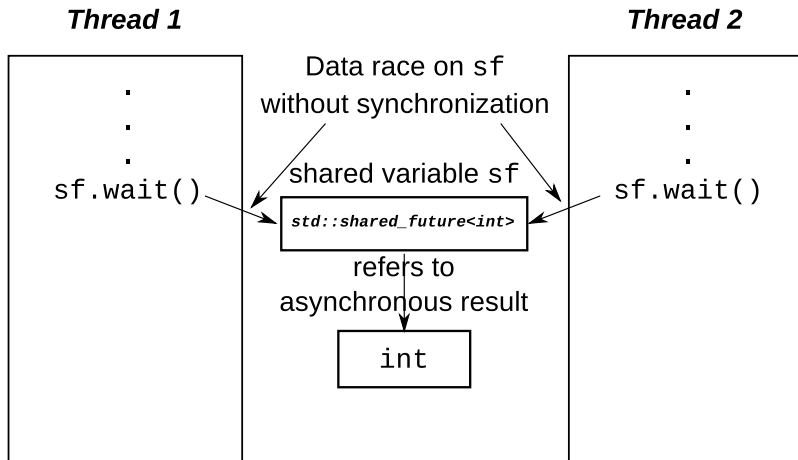 Thread 1
Thread 2
Data race on sf
without synchronization
.
.
.
.
.
.
shared variable sf
sf.wait()
sf.wait()
std::shared_future<int>
refers to
asynchronous result
int